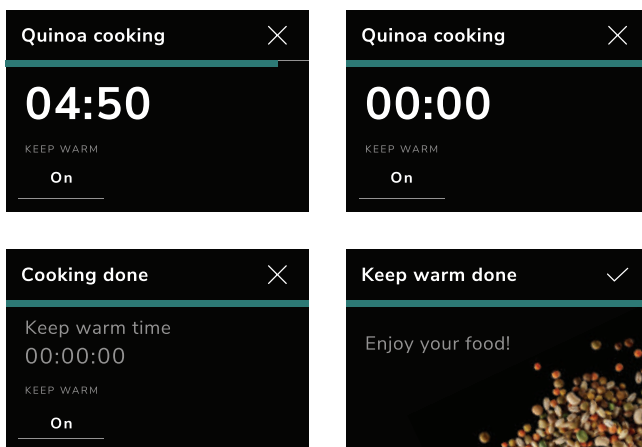 Quinoa cooking
04:50
KEEP WARM
On
Quinoa cooking
00:00
KEEP WARM
On
Cooking done
Keep warm time
00:00:00
KEEP WARM
On
Keep warm done
Enjoy your food!